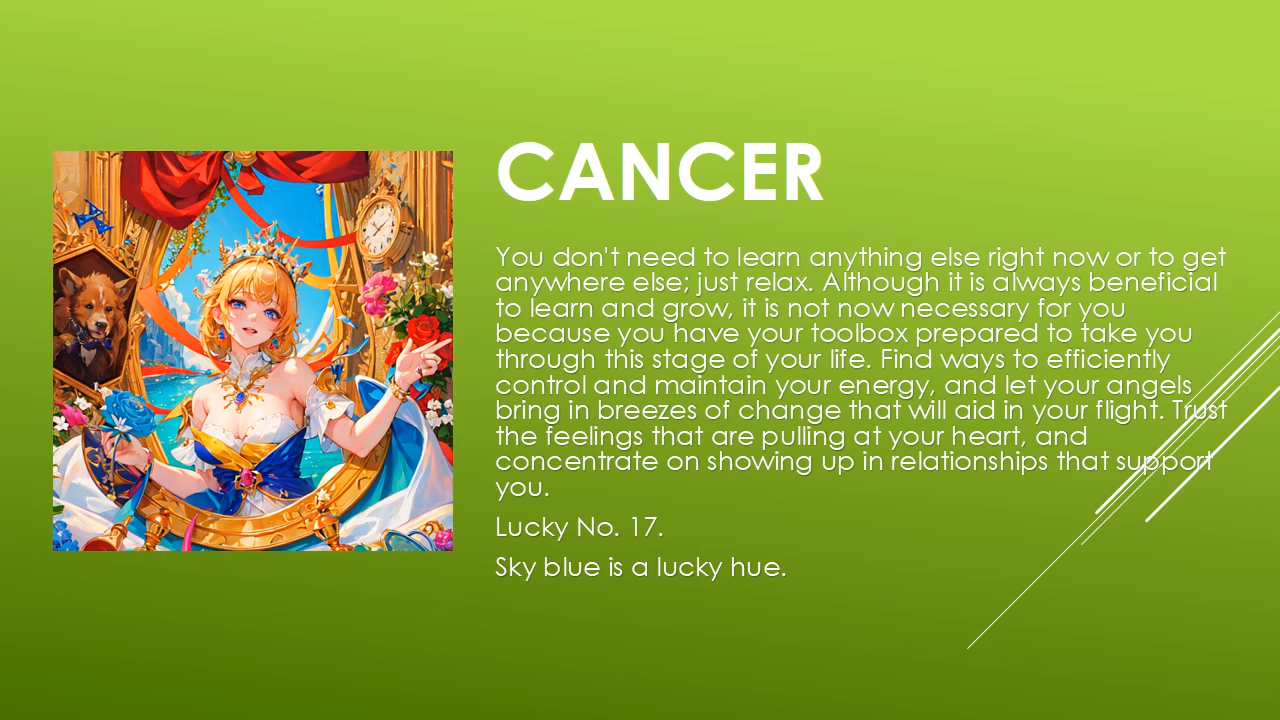 CANCER
You don't need to learn anything else right now or to get
anywhere else; just relax. Although it is always beneficial
to learn and grow, it is not now necessary for you
because you have your toolbox prepared to take you
through this stage of your life. Find ways to efficiently
control and maintain your energy, and let your angels
bring in breezes of change that will aid in your flight. Trust
the feelings that are pulling at your heart, and
concentrate on showing up in relationships that support
you.
Lucky No. 17.
Sky blue is a lucky hue.